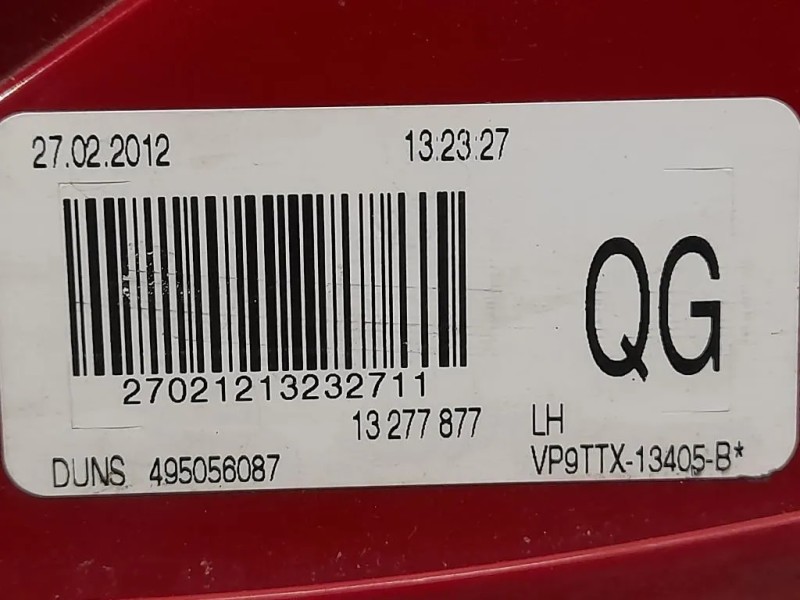 27.02.2012 13:23:27
QG
27021213232711
13 277 877 LH
DUNS 495056087 VP9TTX-13405-B*